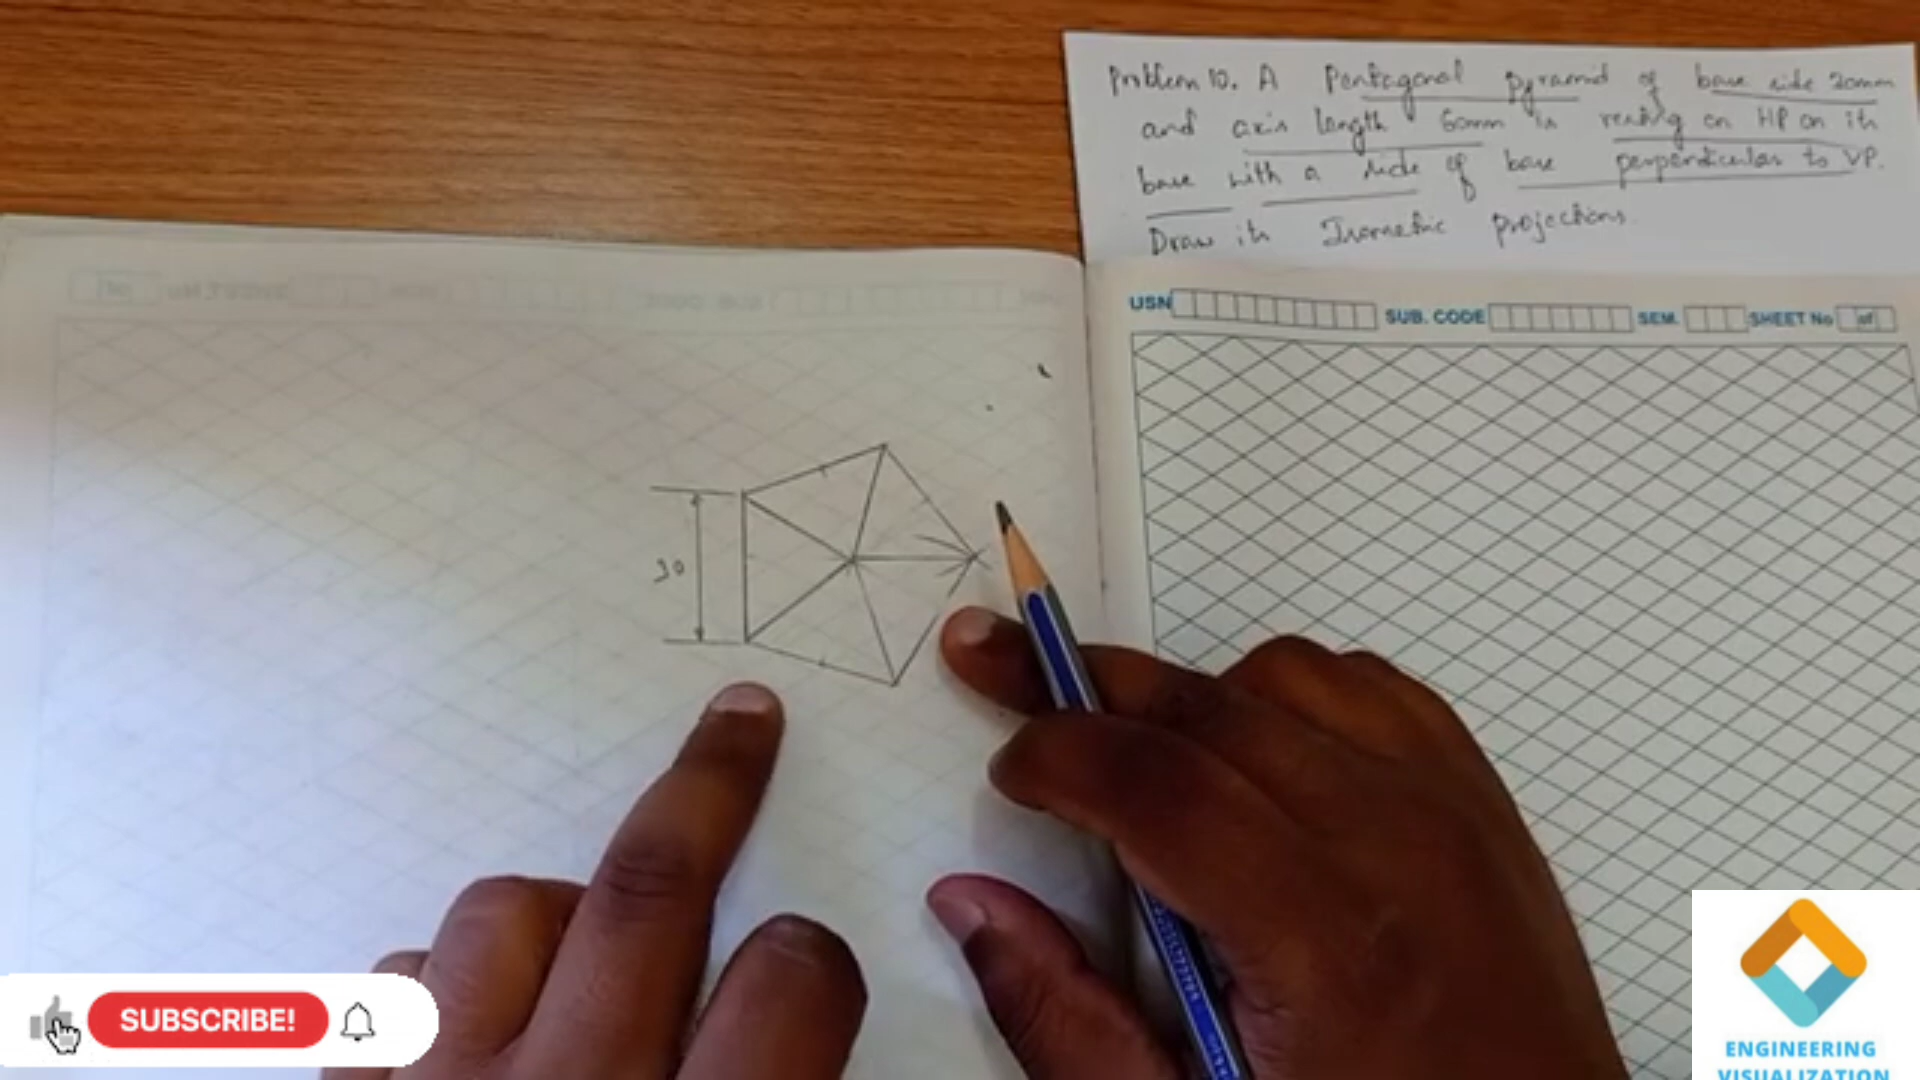 Problem 10. A Pentagonal pyramid of base side 30mm
and axis length 60mm is resting on HP on its
base with a side of base perpendicular to VP.
Draw its Isometric projections.
USN SUB. CODE SEM. SHEET No of
30
SUBSCRIBE!
ENGINEERING
VISUALIZATION